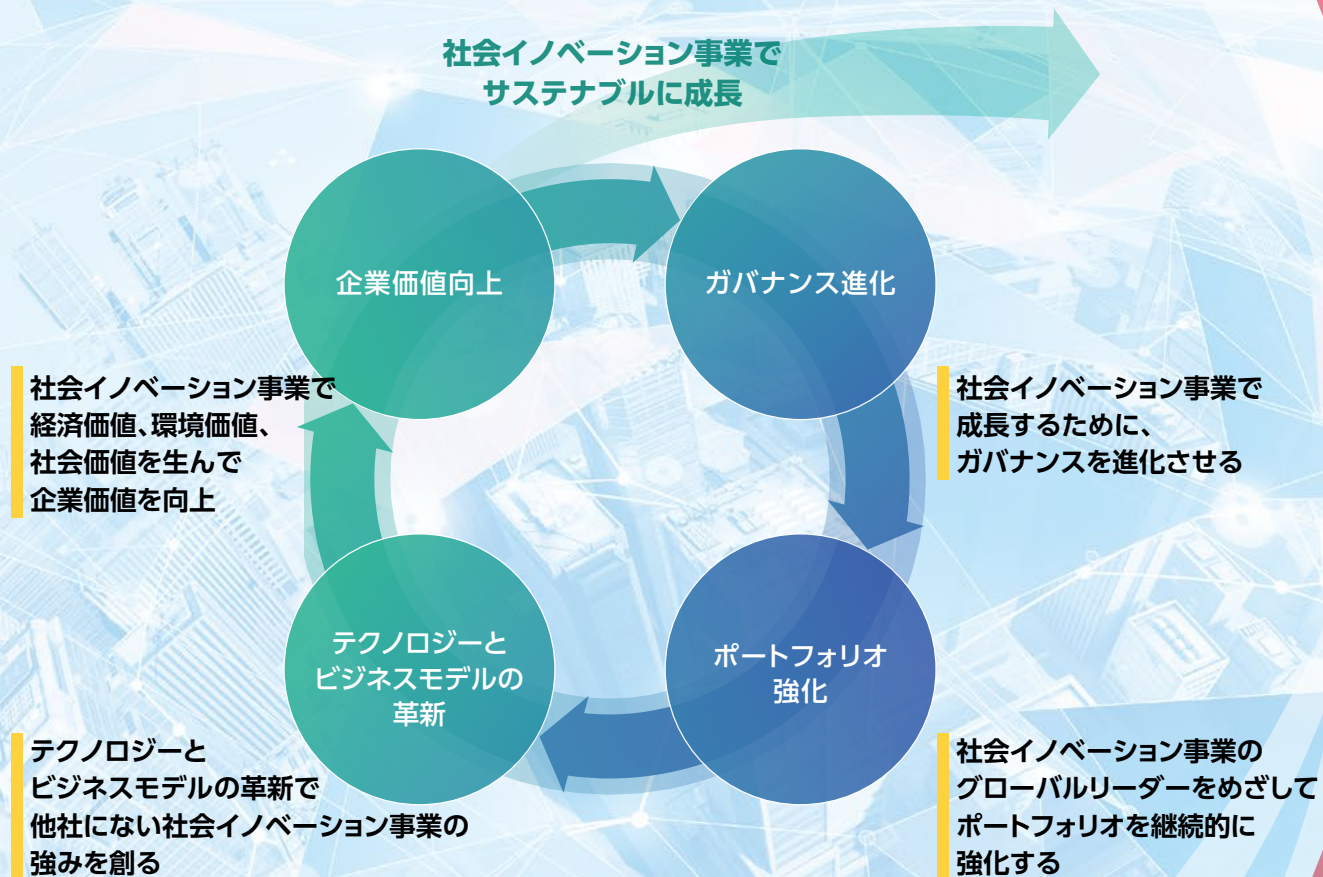 社会イノベーション事業で
サステナブルに成長
企業価値向上
ガバナンス進化
社会イノベーション事業で
経済価値、環境価値、
社会価値を生んで
企業価値を向上
社会イノベーション事業で
成長するために、
ガバナンスを進化させる
テクノロジーと
ビジネスモデルの
革新
ポートフォリオ
強化
テクノロジーと
ビジネスモデルの革新で
他社にない社会イノベーション事業の
強みを創る
社会イノベーション事業の
グローバルリーダーをめざして
ポートフォリオを継続的に
強化する